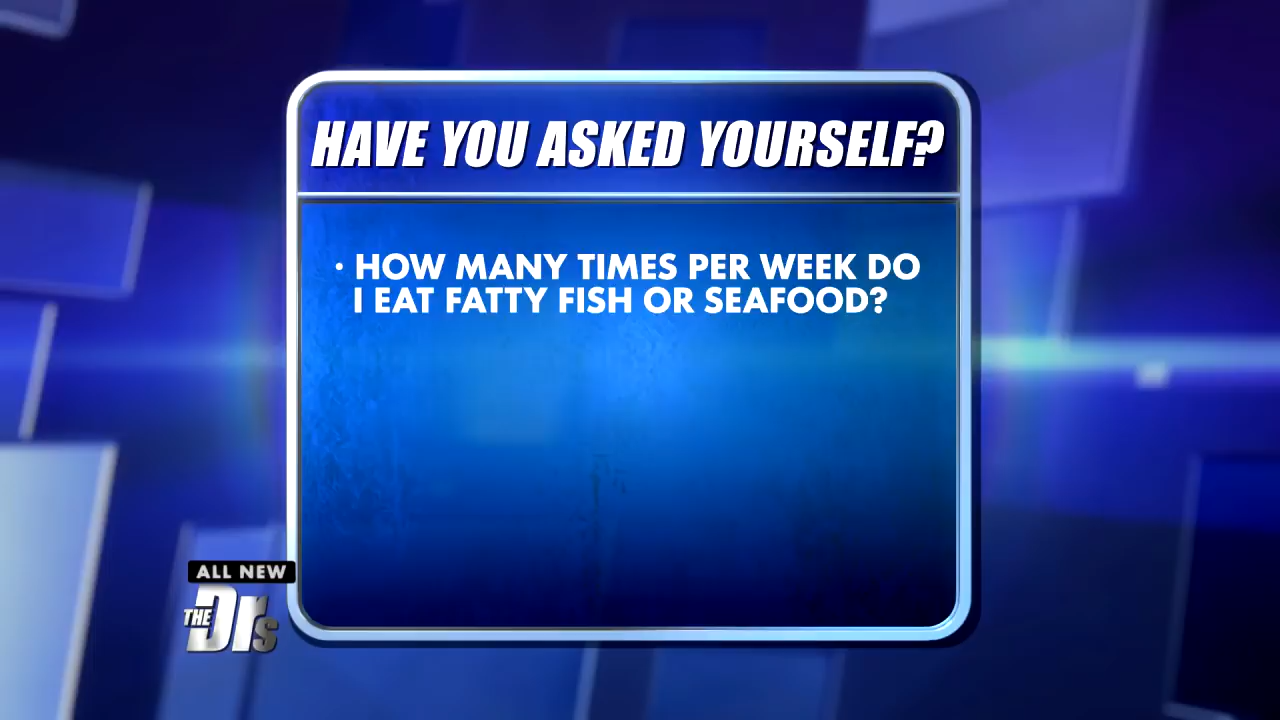 HAVE YOU ASKED YOURSELF?
· HOW MANY TIMES PER WEEK DO
I EAT FATTY FISH OR SEAFOOD?
ALL NEW
THE Drs